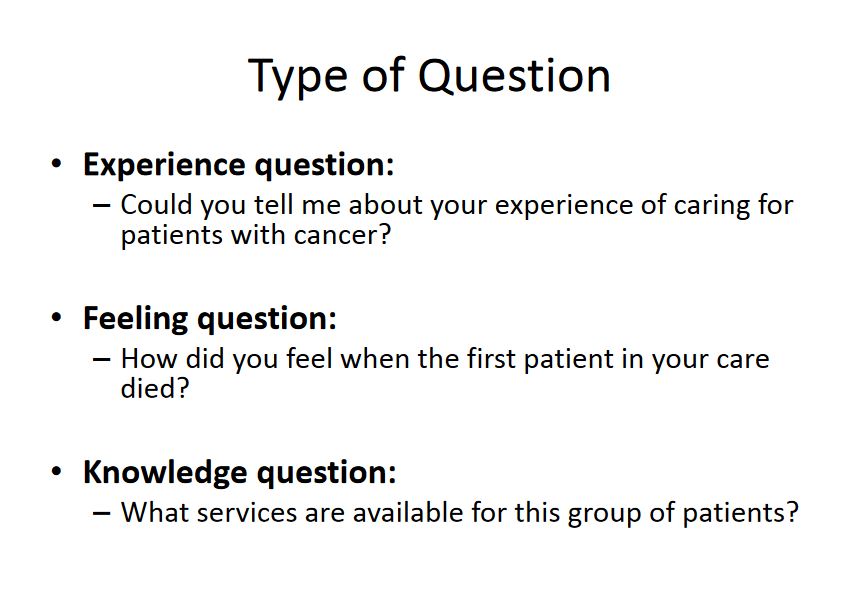 Type of Question
• Experience question:
– Could you tell me about your experience of caring for
patients with cancer?
• Feeling question:
– How did you feel when the first patient in your care
died?
• Knowledge question:
– What services are available for this group of patients?